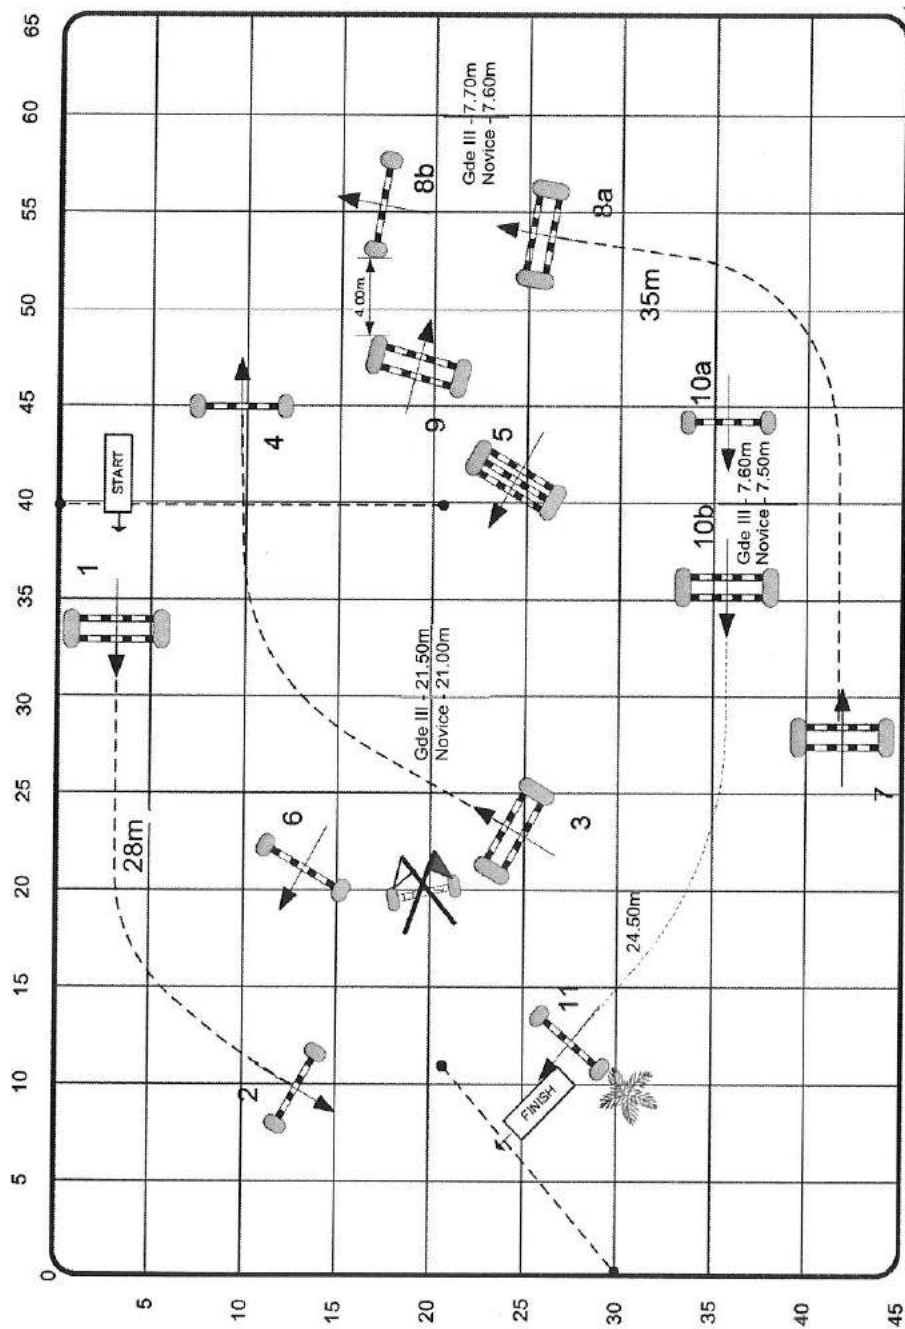 0
5
10
15
20
25
30
35
40
45
50
55
60
65
5
10
15
20
25
30
35
40
45
START
1
28m
2
3
Gde III - 21.50m
Novice - 21.00m
4
5
6
7
35m
8a
Gde III - 7.70m
Novice - 7.60m
8b
4.00m
9
10a
Gde III - 7.60m
Novice - 7.50m
10b
24.50m
11
FINISH